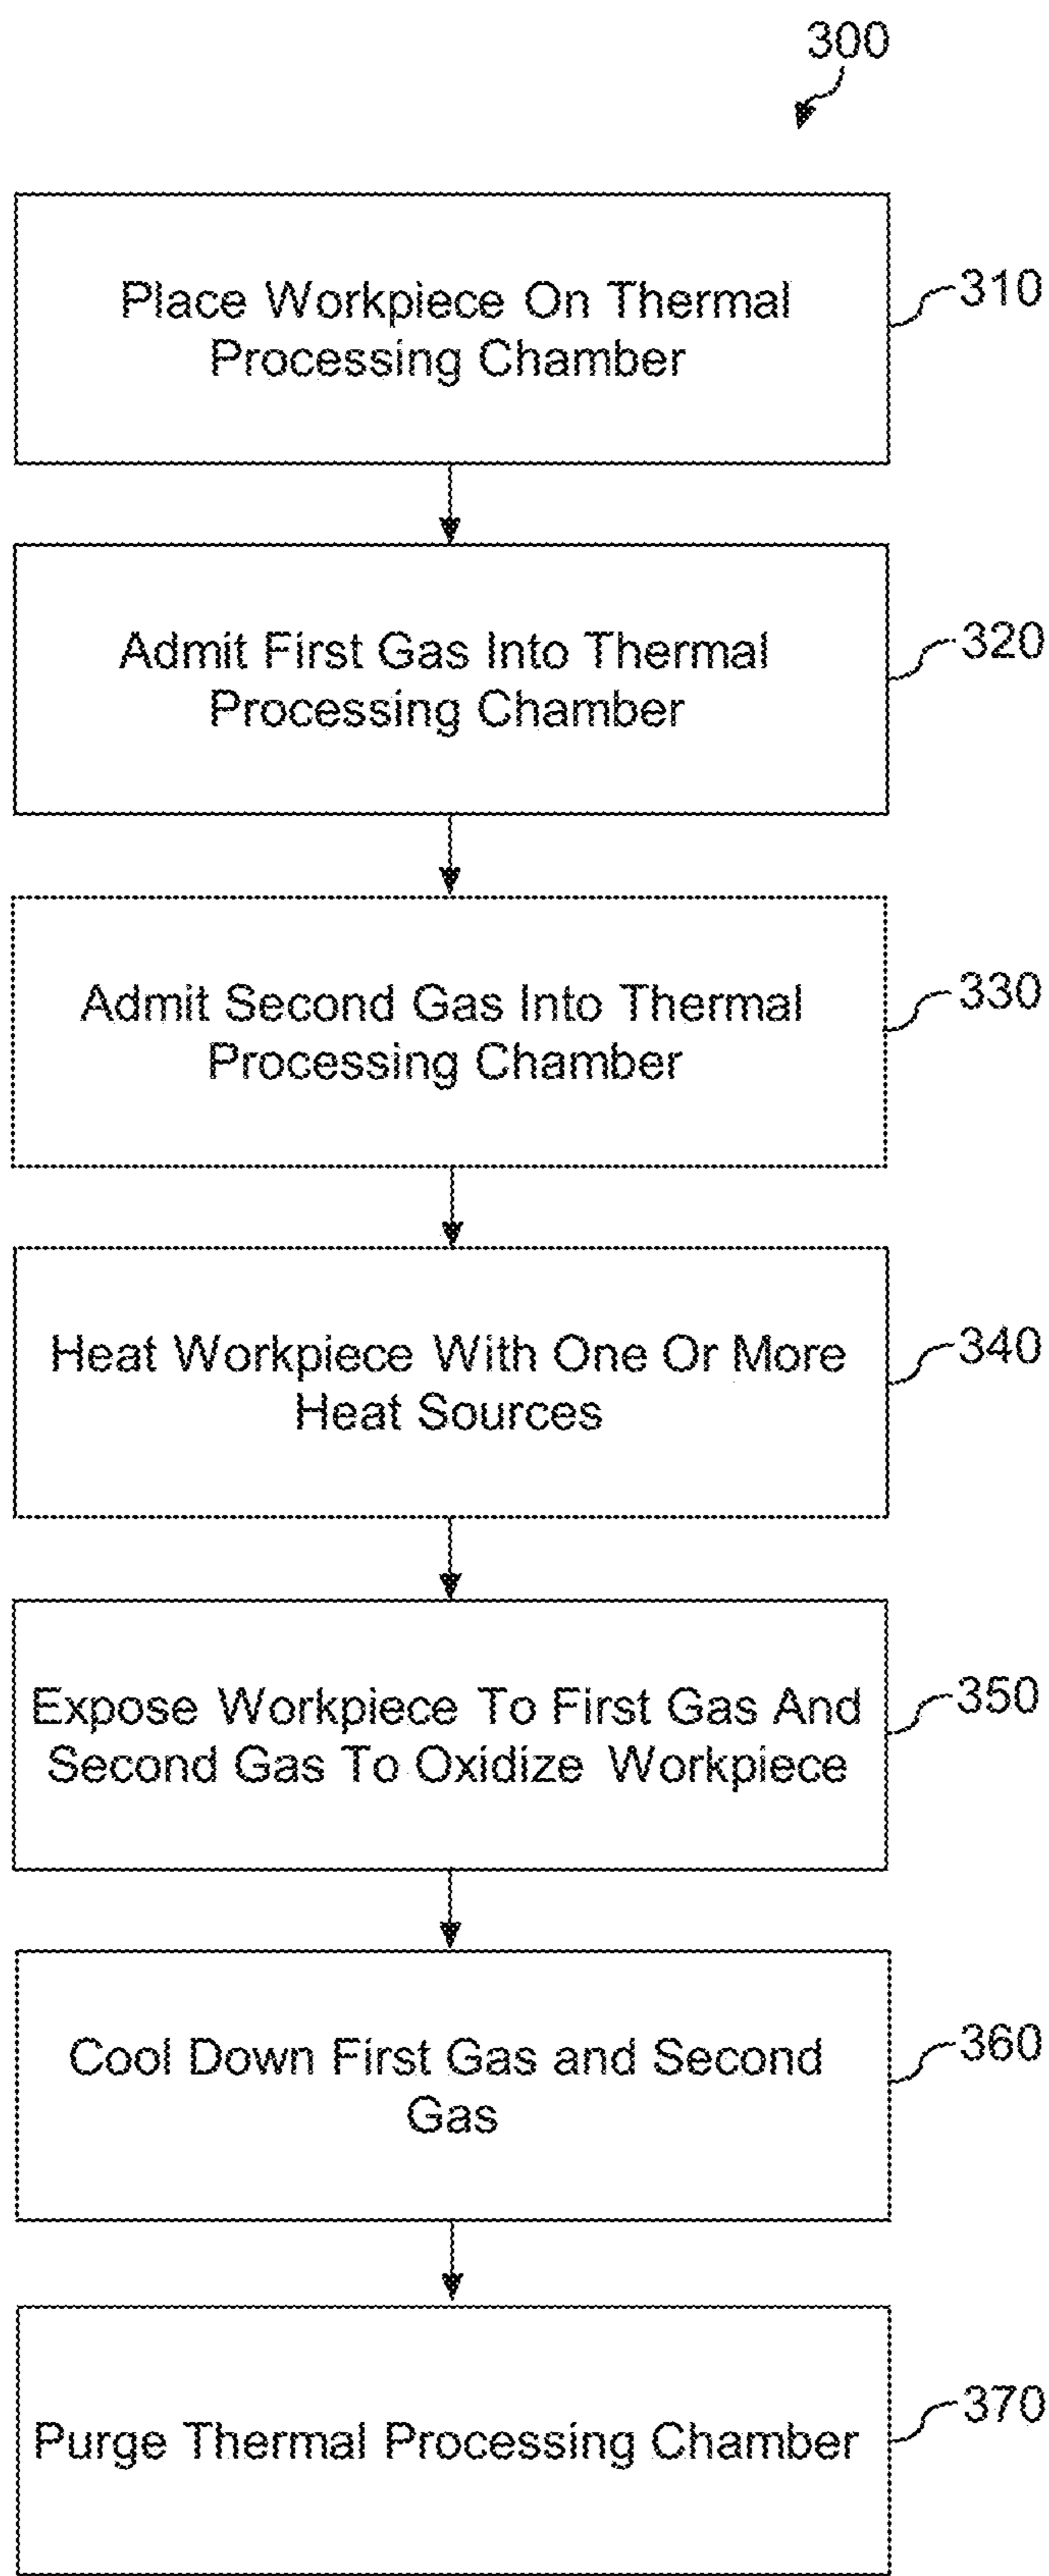 300
Place Workpiece On Thermal
Processing Chamber
310
Admit First Gas Into Thermal
Processing Chamber
320
Admit Second Gas Into Thermal
Processing Chamber
330
Heat Workpiece With One Or More
Heat Sources
340
Expose Workpiece To First Gas And
Second Gas To Oxidize Workpiece
350
Cool Down First Gas and Second
Gas
360
Purge Thermal Processing Chamber
370